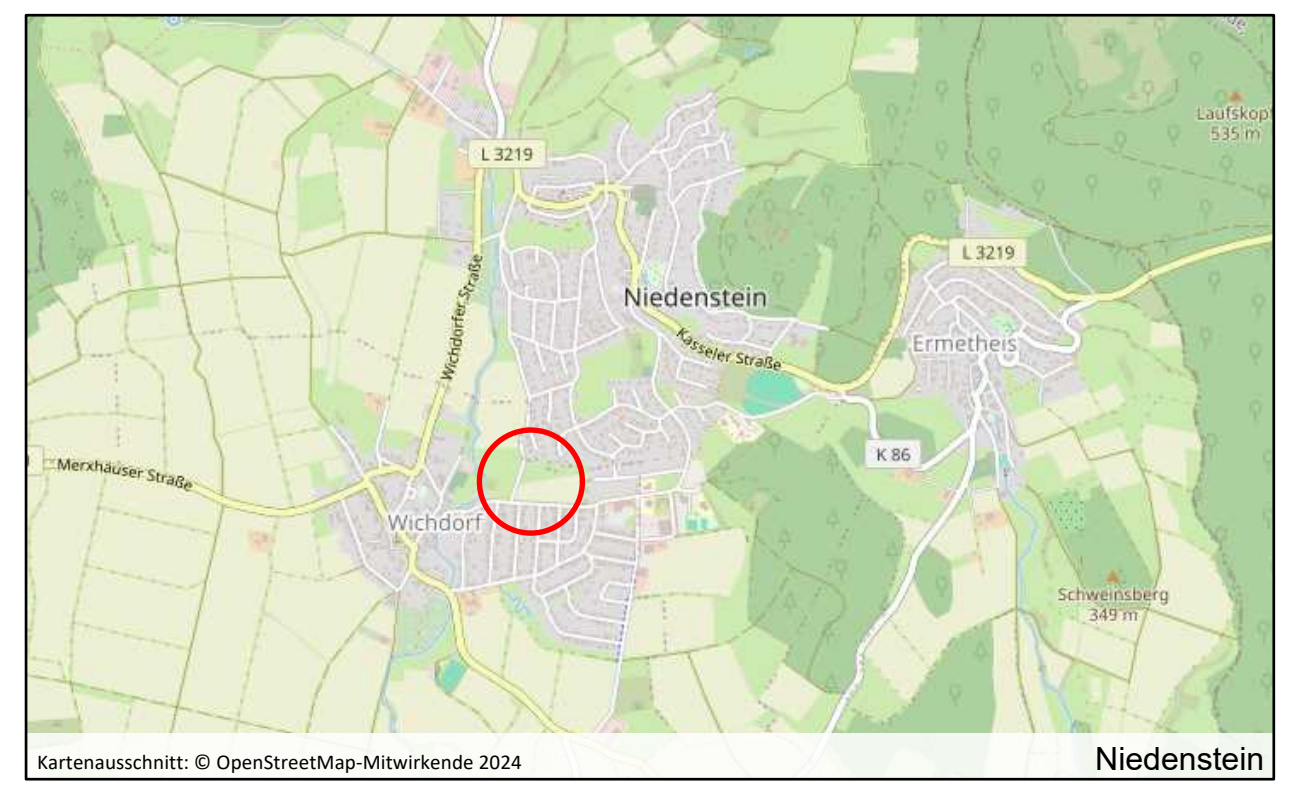 Laufskop
535 m
L 3219
L 3219
Wichdorfer Straße
Niedenstein
Kasseler Straße
Ermetheis
K 86
Merxhäuser Straße
Wichdorf
Schweinsberg
349 m
Kartenausschnitt: © OpenStreetMap-Mitwirkende 2024
Niedenstein